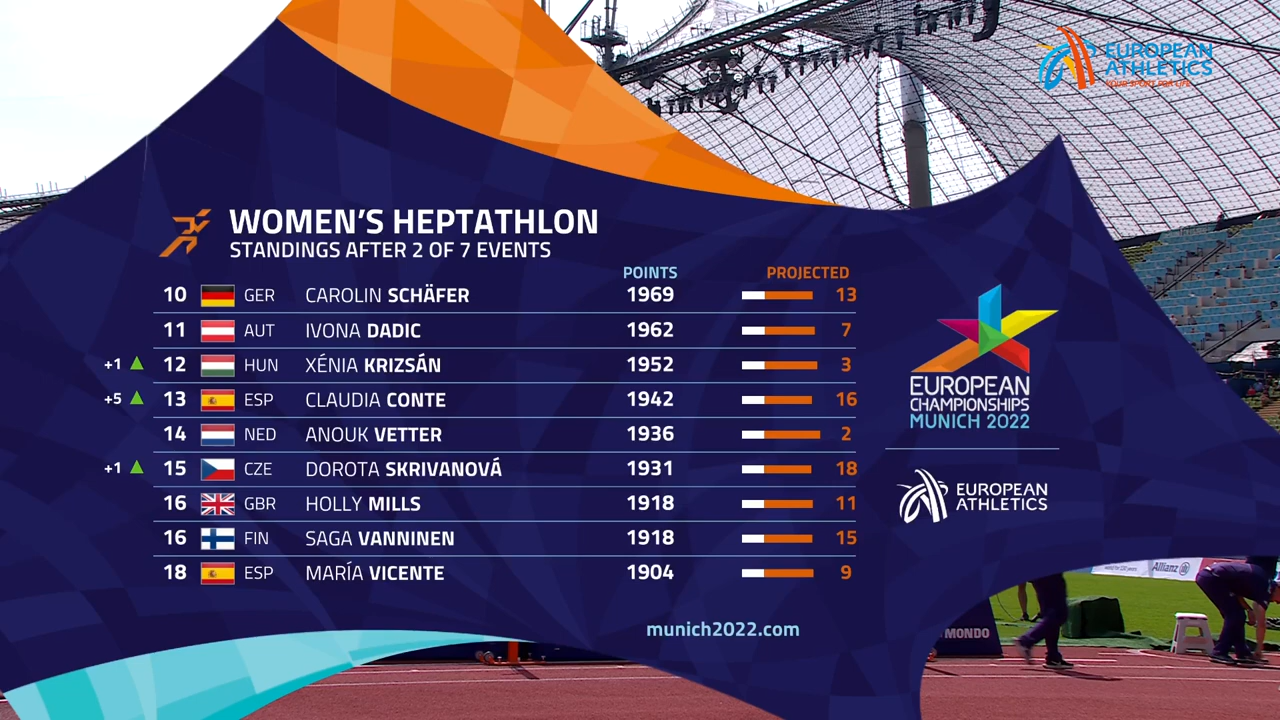 EUROPEAN
ATHLETICS
YOUR SPORT FOR LIFE
WOMEN'S HEPTATHLON
STANDINGS AFTER 2 OF 7 EVENTS
POINTS PROJECTED
10 GER CAROLIN SCHÄFER 1969 13
11 AUT IVONA DADIC 1962 7
+1 12 HUN XÉNIA KRIZSÁN 1952 3
+5 13 ESP CLAUDIA CONTE 1942 16
14 NED ANOUK VETTER 1936 2
+1 15 CZE DOROTA SKRIVANOVÁ 1931 18
16 GBR HOLLY MILLS 1918 11
16 FIN SAGA VANNINEN 1918 15
18 ESP MARÍA VICENTE 1904 9
EUROPEAN
CHAMPIONSHIPS
MUNICH 2022
EUROPEAN
ATHLETICS
munich2022.com
Allianz
MONDO